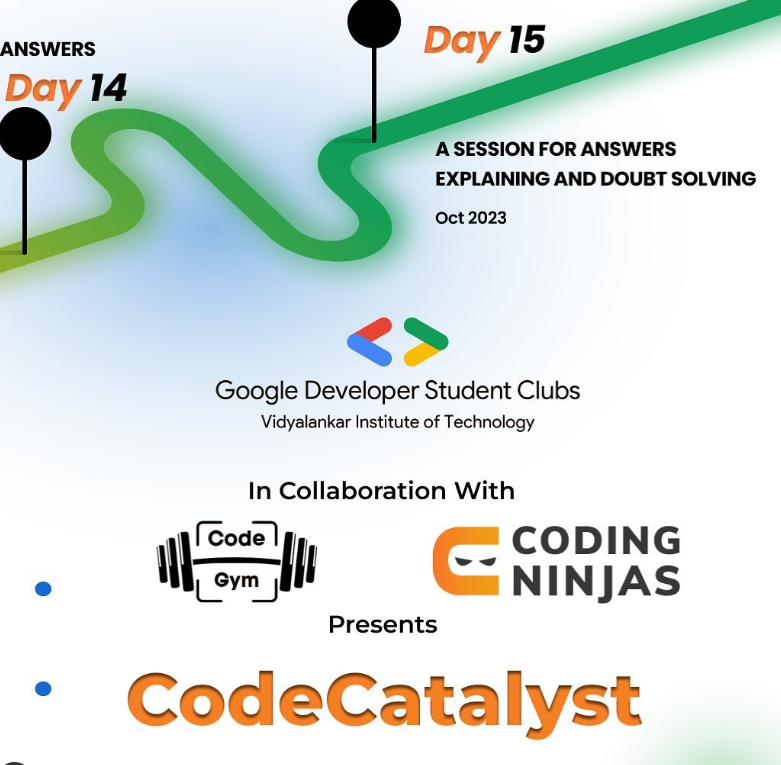 ANSWERS
Day 14
Day 15
A SESSION FOR ANSWERS
EXPLAINING AND DOUBT SOLVING
Oct 2023
Google Developer Student Clubs
Vidyalankar Institute of Technology
In Collaboration With
Code
Gym
CODING
NINJAS
Presents
CodeCatalyst